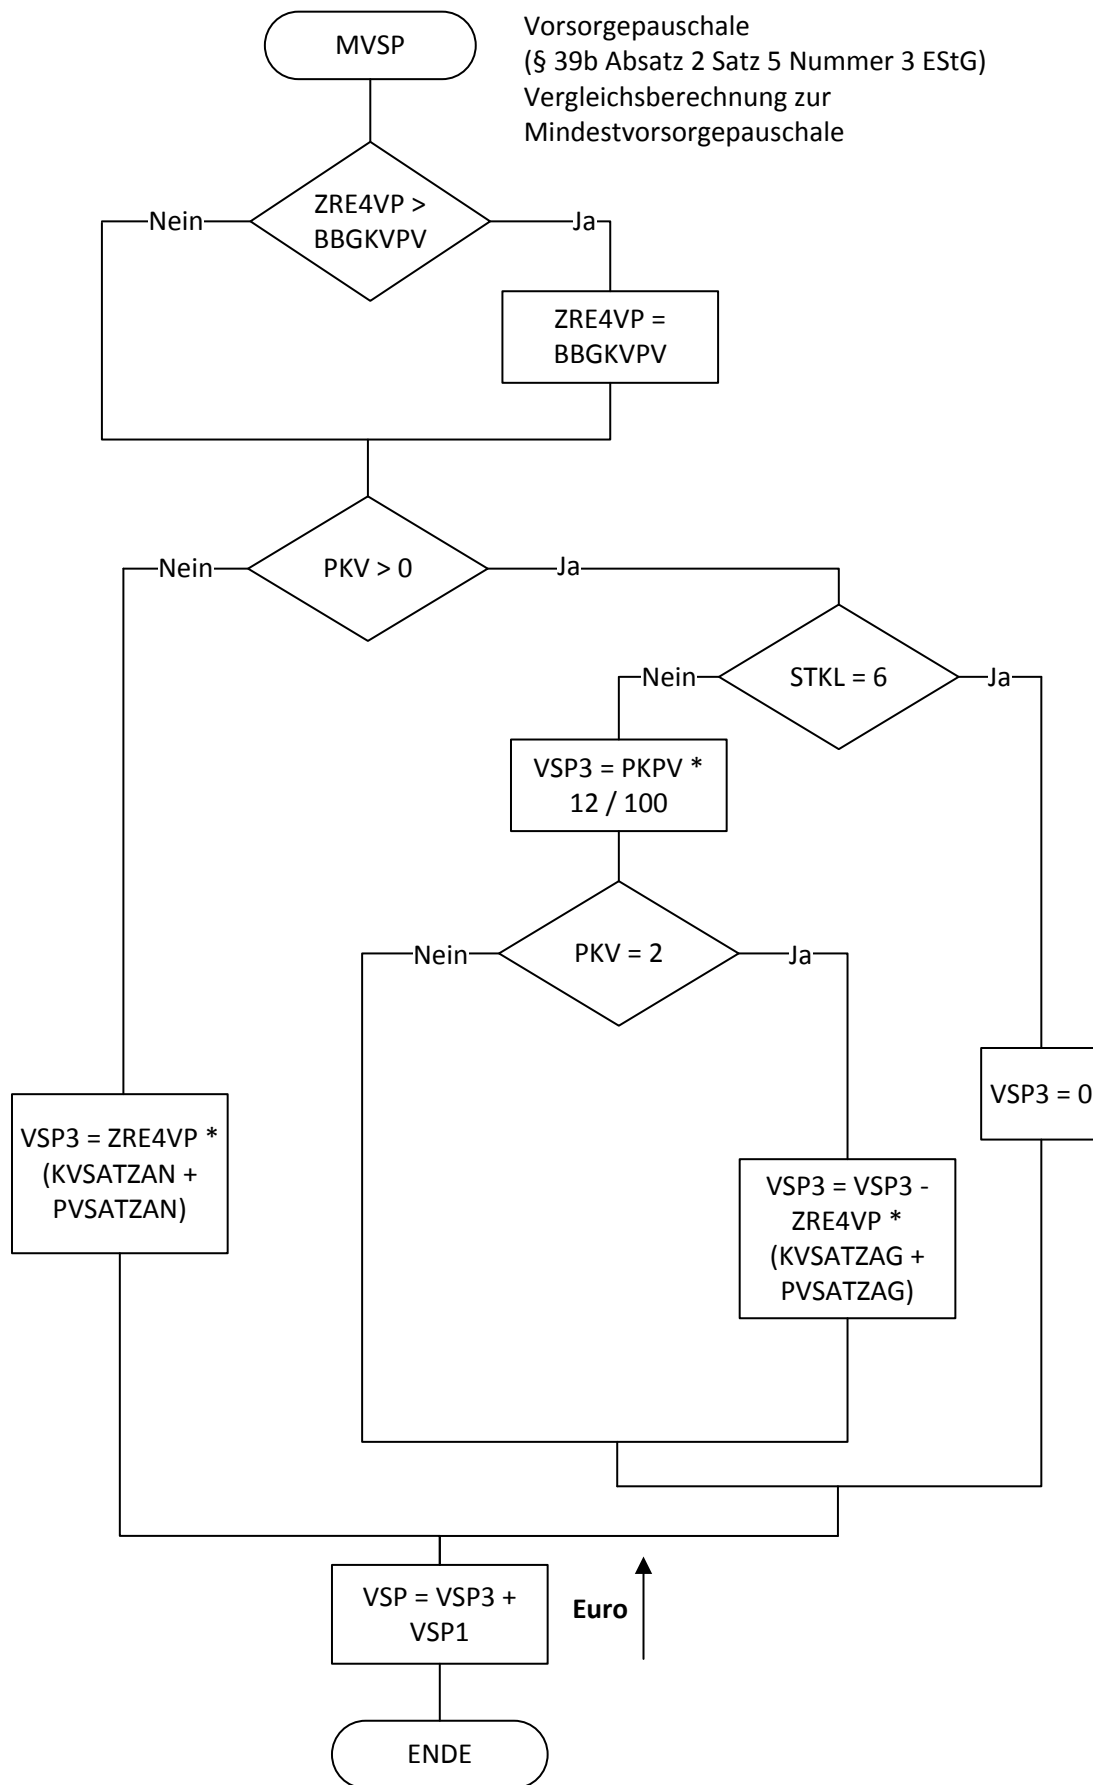 MVSP
Vorsorgepauschale
(§ 39b Absatz 2 Satz 5 Nummer 3 EStG)
Vergleichsberechnung zur
Mindestvorsorgepauschale
ZRE4VP >
BBGKVPV
Nein
Ja
ZRE4VP =
BBGKVPV
PKV > 0
Nein
Ja
STKL = 6
Nein
Ja
VSP3 = PKPV *
12 / 100
PKV = 2
Nein
Ja
VSP3 = 0
VSP3 = ZRE4VP *
(KVSATZAN +
PVSATZAN)
VSP3 = VSP3 -
ZRE4VP *
(KVSATZAG +
PVSATZAG)
VSP = VSP3 +
VSP1
Euro
ENDE